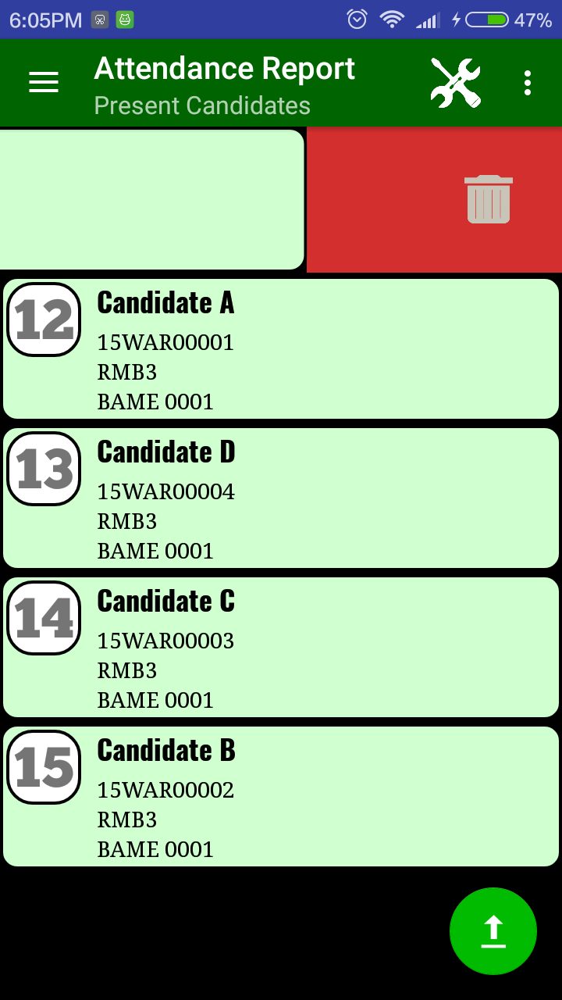 6:05PM
47%
Attendance Report
Present Candidates
12
Candidate A
15WAR00001
RMB3
BAME 0001
13
Candidate D
15WAR00004
RMB3
BAME 0001
14
Candidate C
15WAR00003
RMB3
BAME 0001
15
Candidate B
15WAR00002
RMB3
BAME 0001